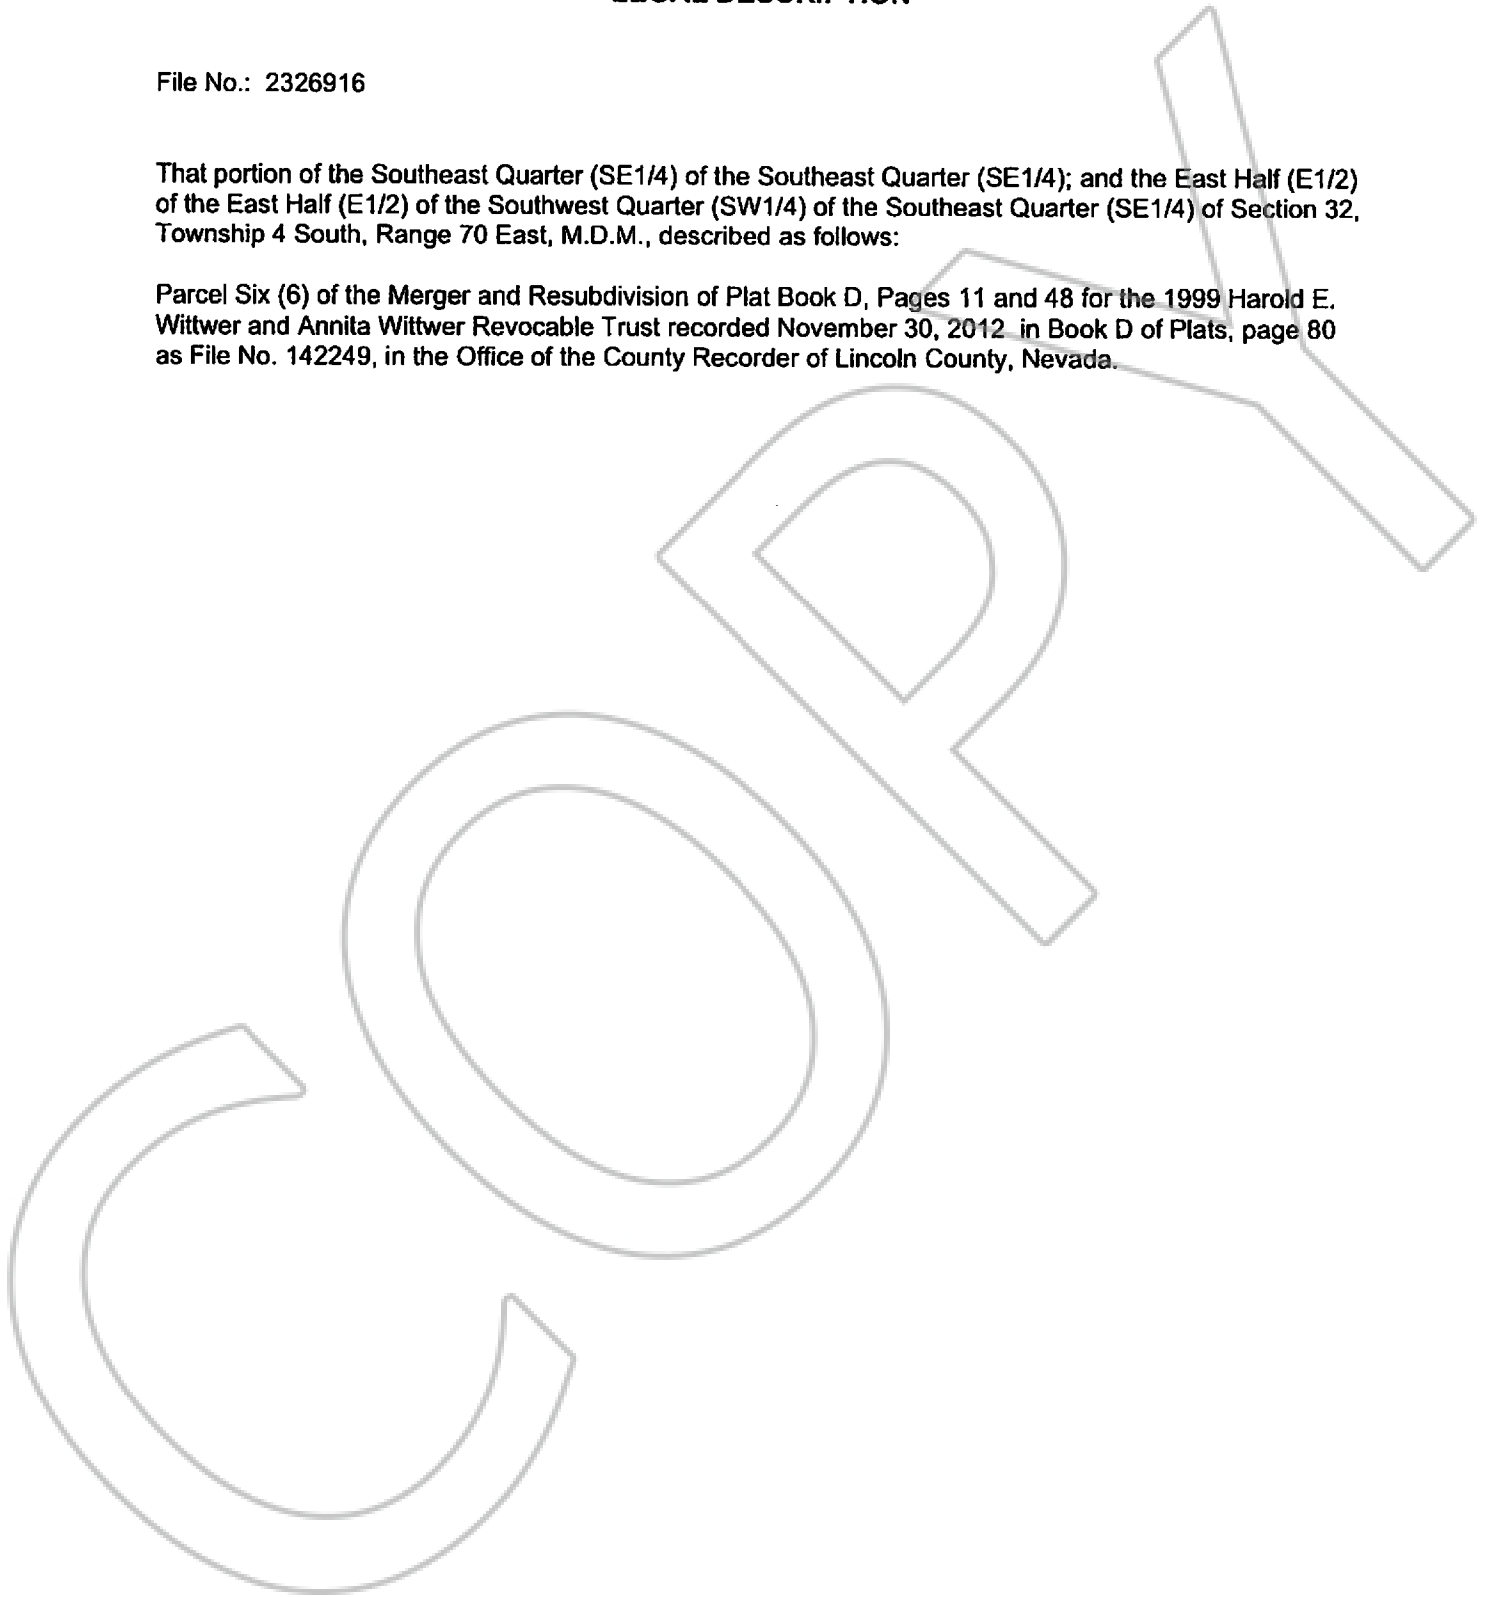 LEGAL DESCRIPTION
File No.: 2326916
That portion of the Southeast Quarter (SE1/4) of the Southeast Quarter (SE1/4); and the East Half (E1/2)
of the East Half (E1/2) of the Southwest Quarter (SW1/4) of the Southeast Quarter (SE1/4) of Section 32,
Township 4 South, Range 70 East, M.D.M., described as follows:
Parcel Six (6) of the Merger and Resubdivision of Plat Book D, Pages 11 and 48 for the 1999 Harold E.
Wittwer and Annita Wittwer Revocable Trust recorded November 30, 2012 in Book D of Plats, page 80
as File No. 142249, in the Office of the County Recorder of Lincoln County, Nevada.
COPY